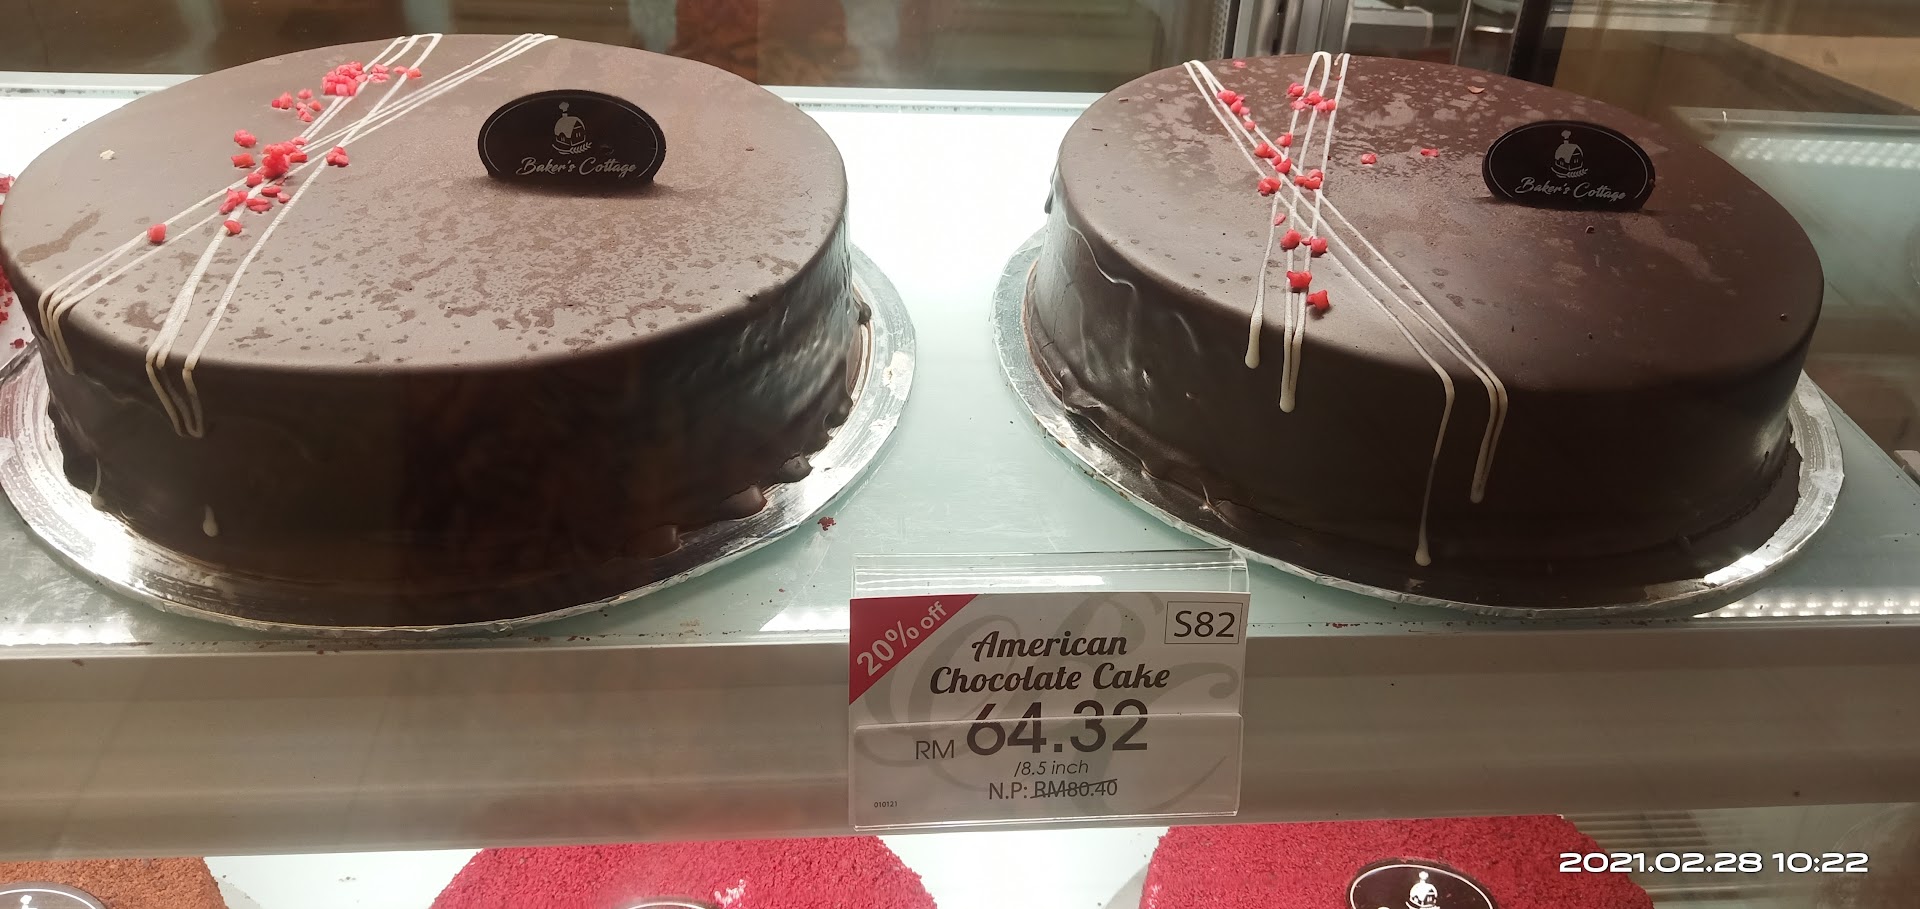 Baker's Cottage
Baker's Cottage
20% off
S82
American
Chocolate Cake
RM 64.32
/8.5 inch
N.P: RM80.40
010121
2021.02.28 10:22